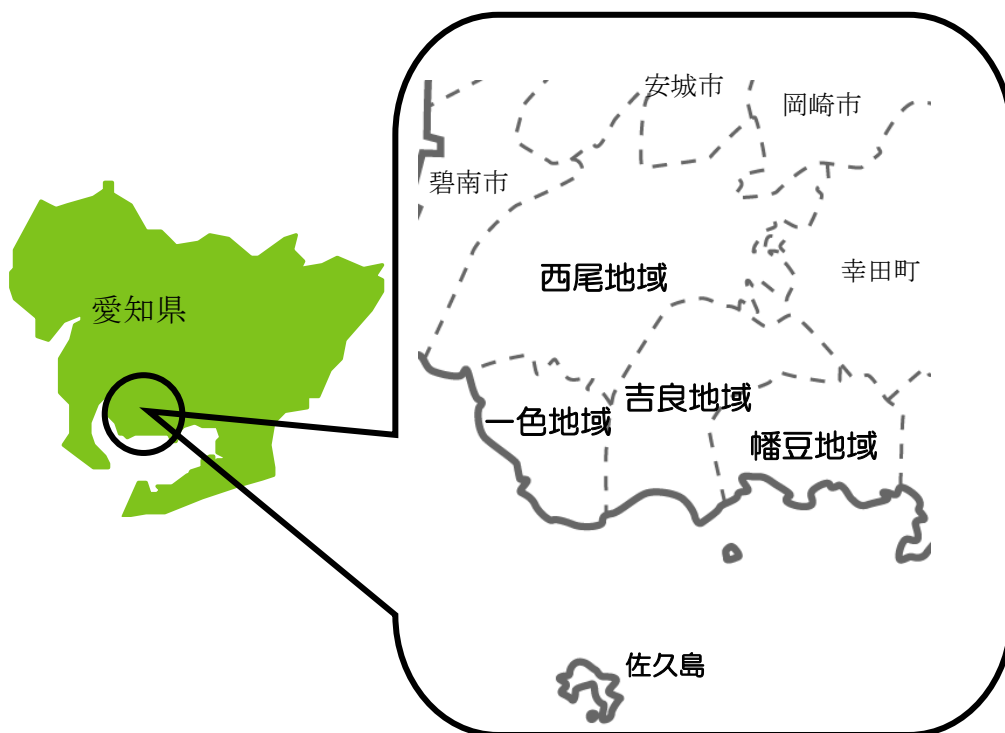 安城市
岡崎市
碧南市
西尾地域
幸田町
愛知県
吉良地域
一色地域
幡豆地域
佐久島